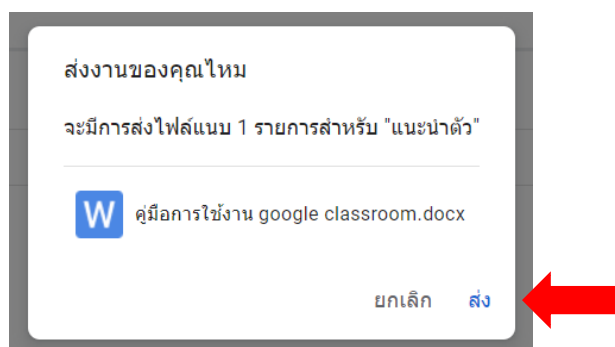 ส่งงานของคุณไหม
จะมีการส่งไฟล์แนบ 1 รายการสำหรับ "แนะนำตัว"
W คู่มือการใช้งาน google classroom.docx
ยกเลิก ส่ง